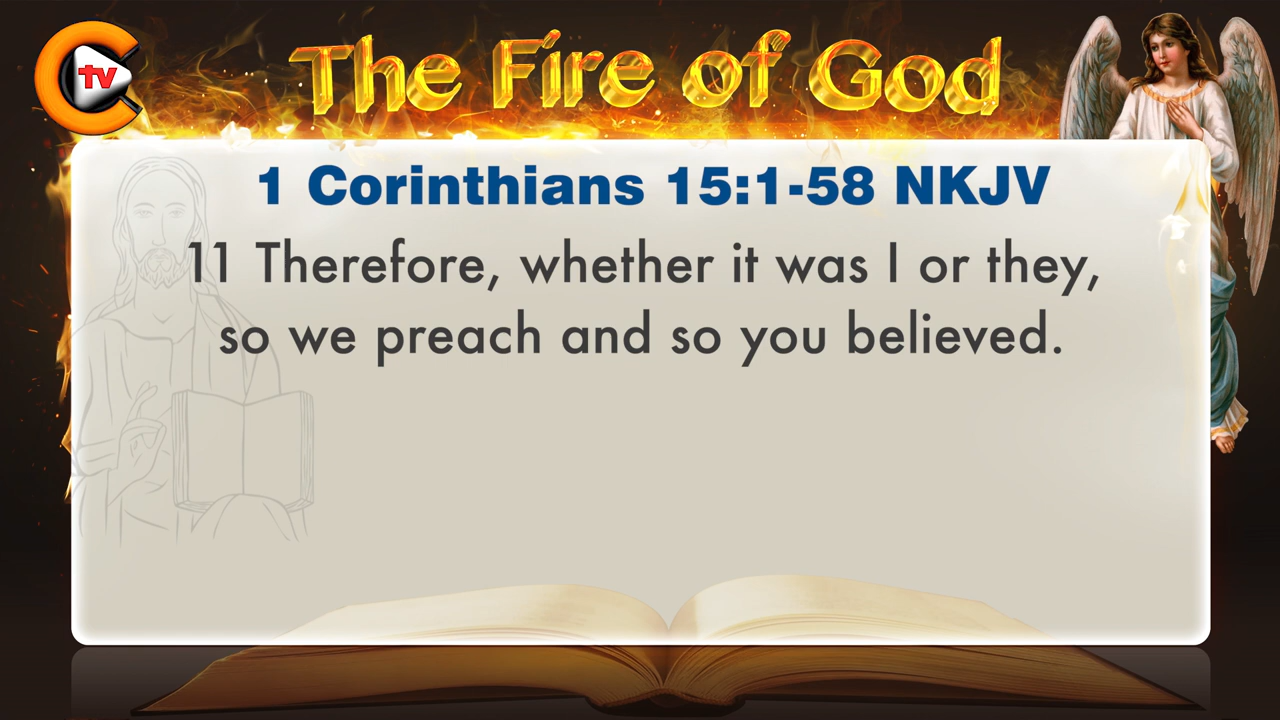 tv
The Fire of God
1 Corinthians 15:1-58 NKJV
11 Therefore, whether it was I or they,
so we preach and so you believed.